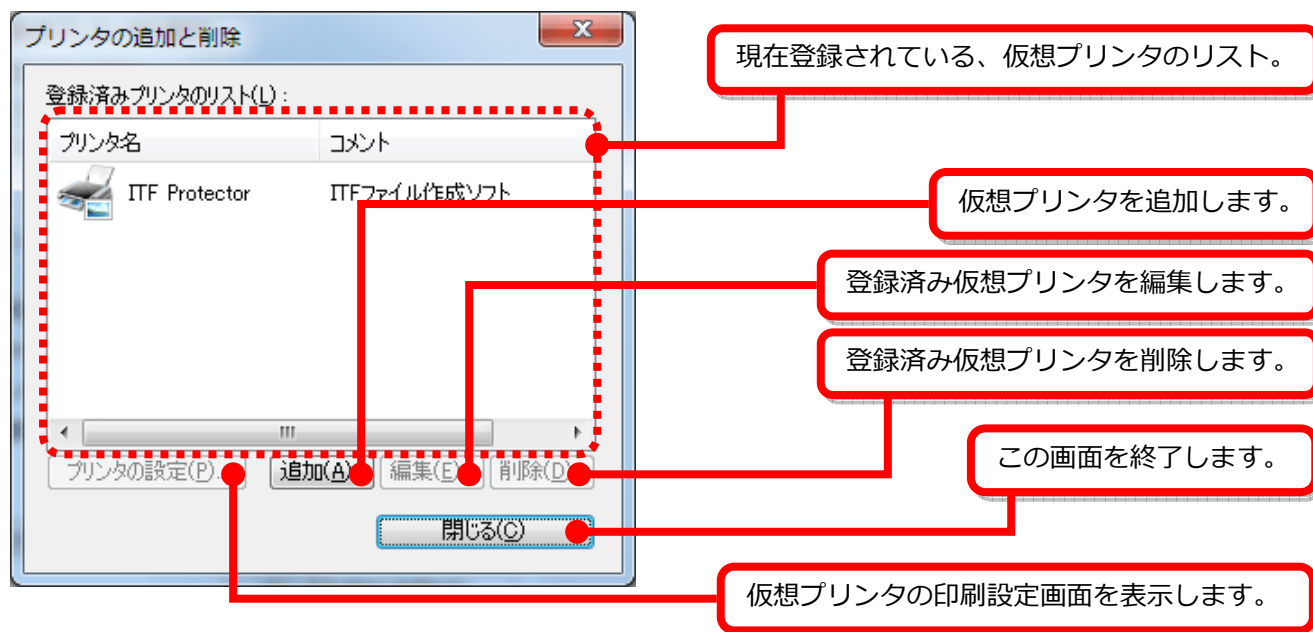 プリンタの追加と削除
現在登録されている、仮想プリンタのリスト。
登録済みプリンタのリスト(L):
プリンタ名 コメント
ITF Protector ITFファイル作成ソフト
仮想プリンタを追加します。
登録済み仮想プリンタを編集します。
登録済み仮想プリンタを削除します。
この画面を終了します。
プリンタの設定(P) 追加(A) 編集(E) 削除(D)
閉じる(C)
仮想プリンタの印刷設定画面を表示します。